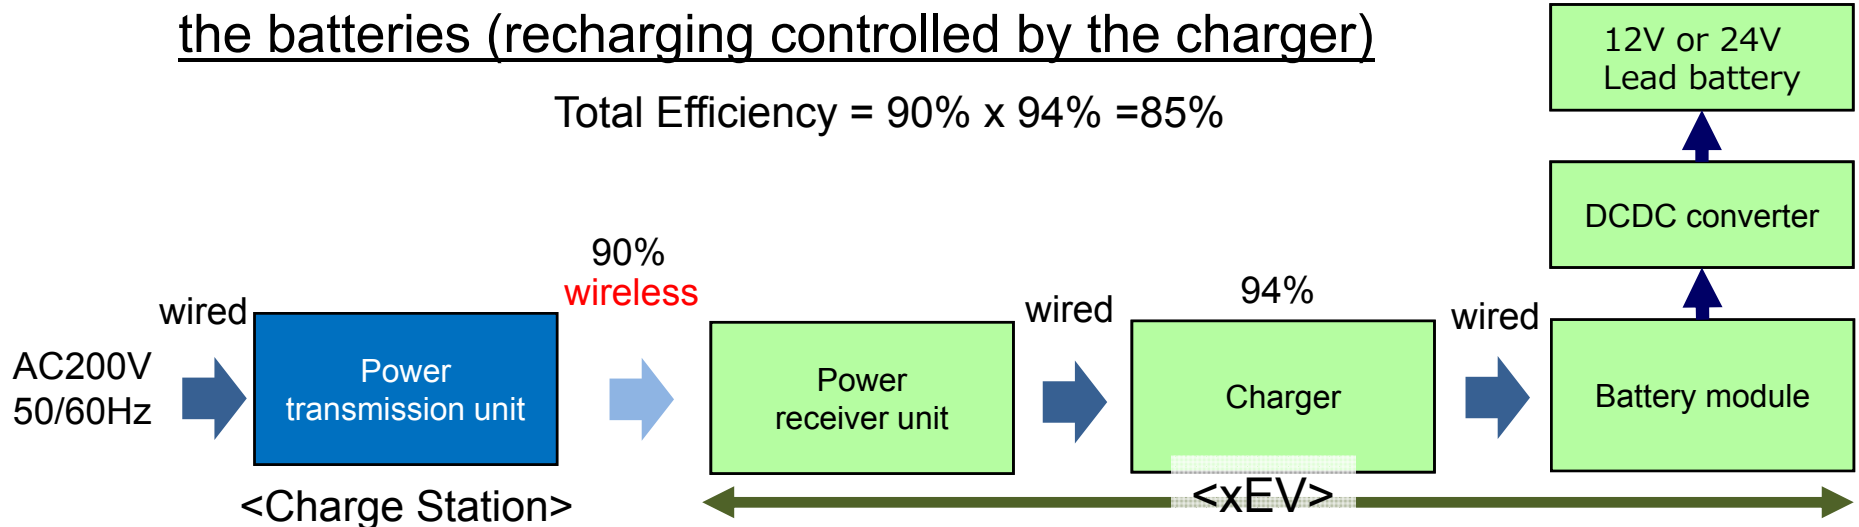 the batteries (recharging controlled by the charger)
Total Efficiency = 90% x 94% =85%
12V or 24V
Lead battery
DCDC converter
90%
wireless
wired
wired
94%
wired
AC200V
50/60Hz
Power
transmission unit
Power
receiver unit
Charger
Battery module
<Charge Station>
<xEV>